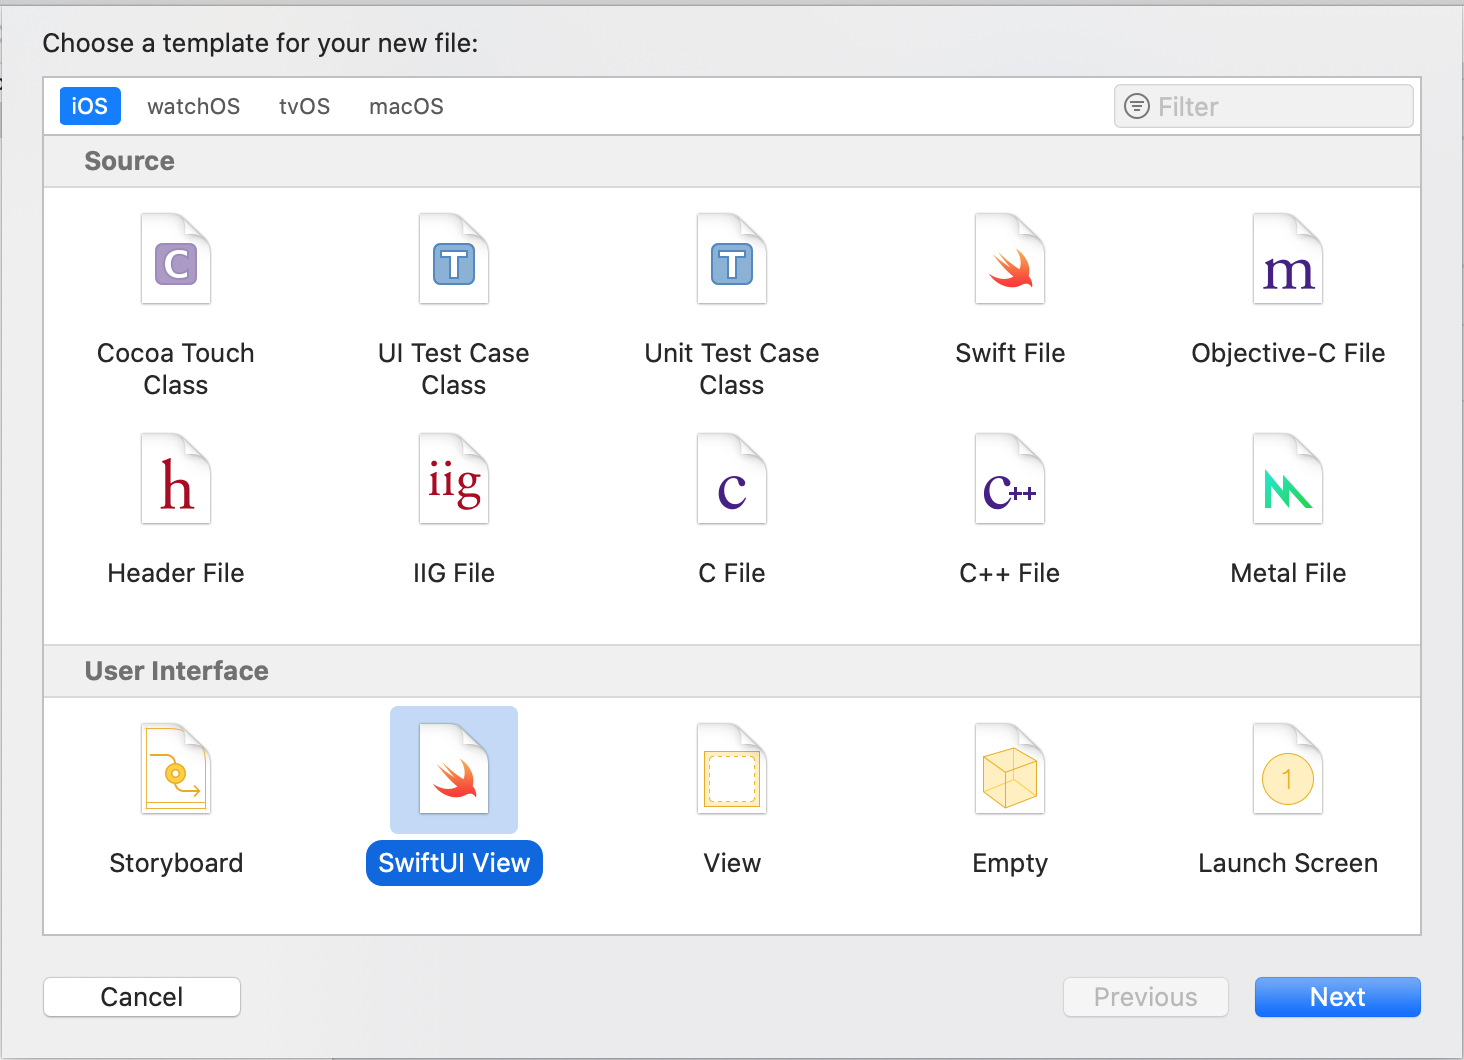 Choose a template for your new file:
iOS watchOS tvOS macOS Filter
Source
C T T m
Cocoa Touch Class
UI Test Case Class
Unit Test Case Class
Swift File
Objective-C File
h iig c c++
Header File
IIG File
C File
C++ File
Metal File
User Interface
1
Storyboard
SwiftUI View
View
Empty
Launch Screen
Cancel Previous Next